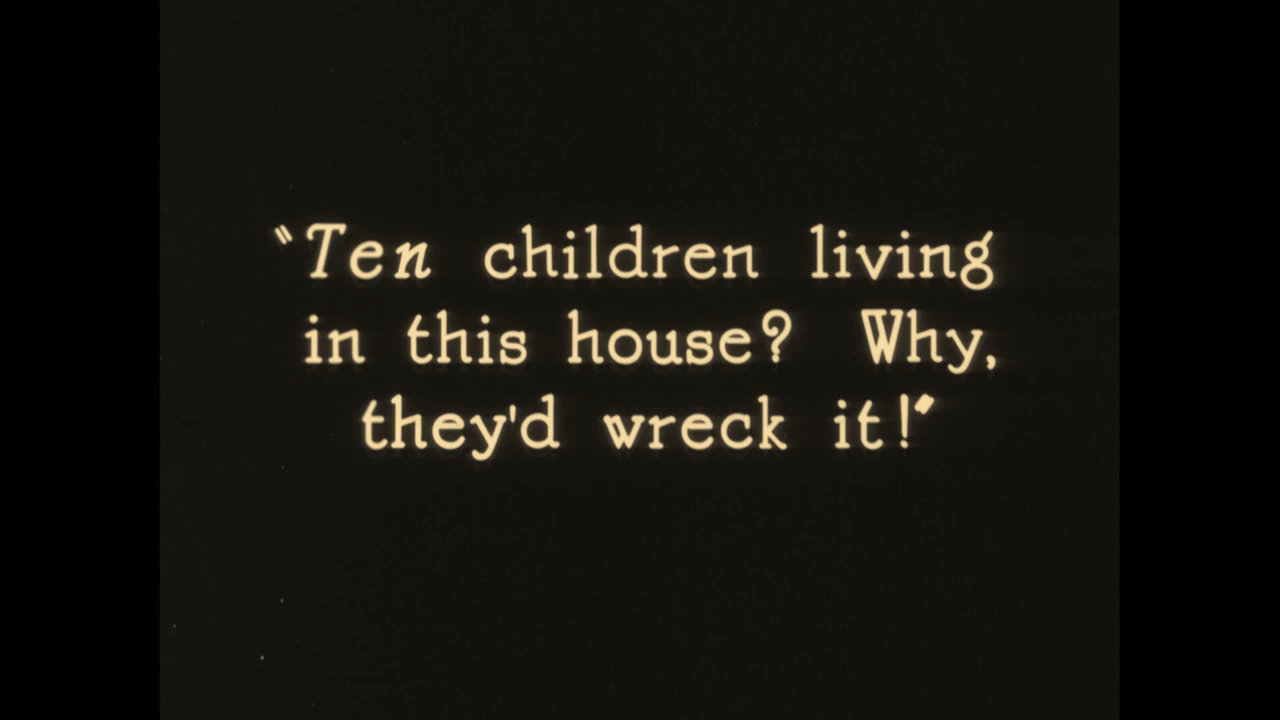 “Ten children living
in this house? Why,
they'd wreck it!”